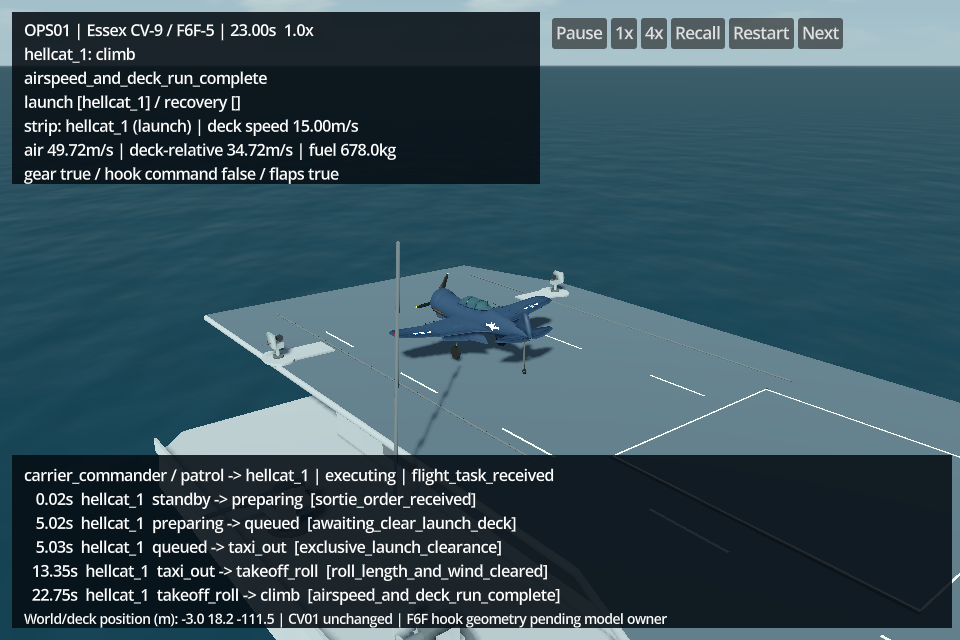 OPS01 | Essex CV-9 / F6F-5 | 23.00s  1.0x
hellcat_1: climb
airspeed_and_deck_run_complete
launch [hellcat_1] / recovery []
strip: hellcat_1 (launch) | deck speed 15.00m/s
air 49.72m/s | deck-relative 34.72m/s | fuel 678.0kg
gear true / hook command false / flaps true
Pause 1x 4x Recall Restart Next
carrier_commander / patrol -> hellcat_1 | executing | flight_task_received
0.02s  hellcat_1  standby -> preparing  [sortie_order_received]
5.02s  hellcat_1  preparing -> queued  [awaiting_clear_launch_deck]
5.03s  hellcat_1  queued -> taxi_out  [exclusive_launch_clearance]
13.35s  hellcat_1  taxi_out -> takeoff_roll  [roll_length_and_wind_cleared]
22.75s  hellcat_1  takeoff_roll -> climb  [airspeed_and_deck_run_complete]
World/deck position (m): -3.0 18.2 -111.5 | CV01 unchanged | F6F hook geometry pending model owner